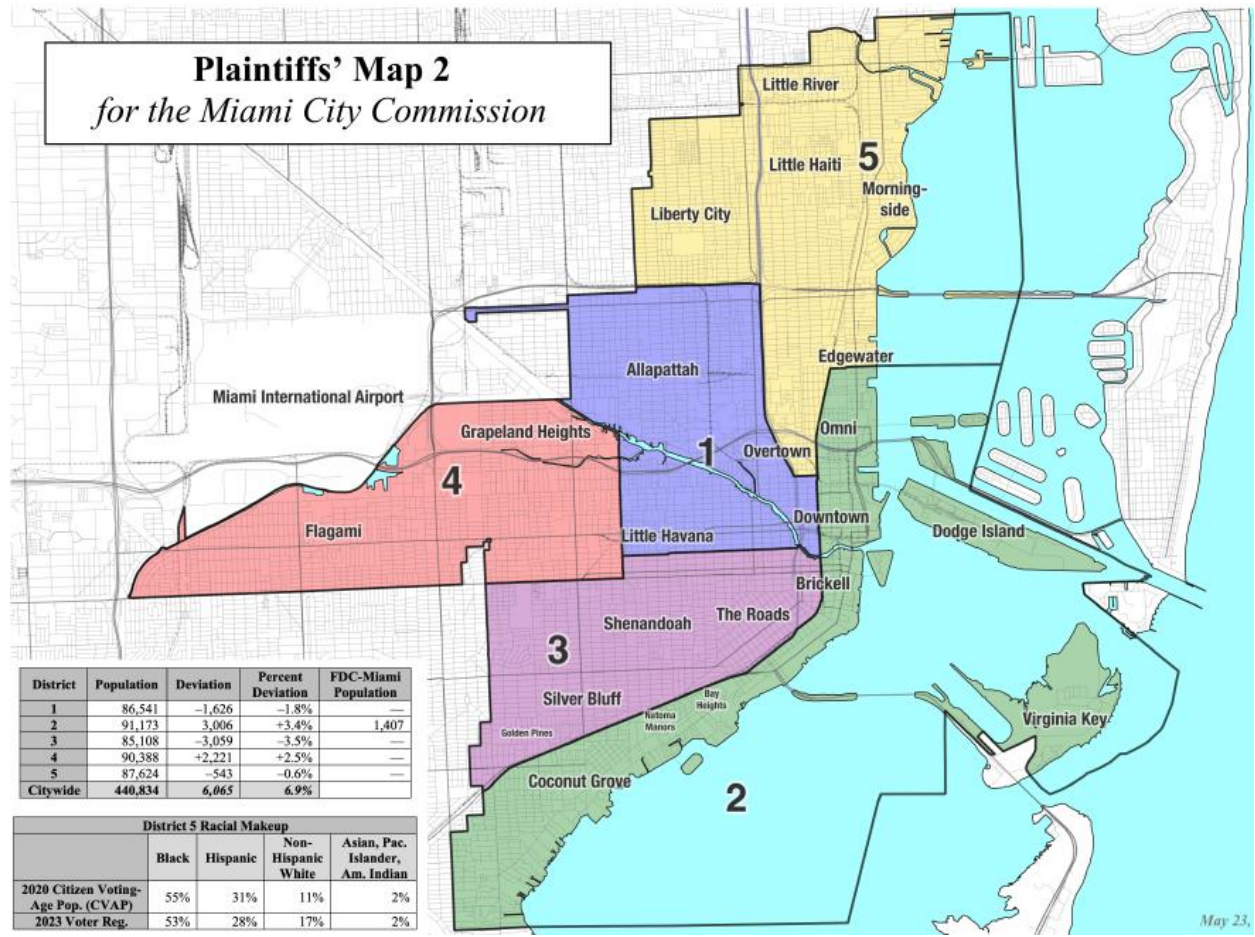 Plaintiffs' Map 2
for the Miami City Commission
Little River
Little Haiti
5
Morning-
side
Liberty City
Edgewater
Allapattah
Miami International Airport
Grapeland Heights
Omni
1
Overtown
4
Downtown
Flagami
Little Havana
Dodge Island
Brickell
The Roads
Shenandoah
3
Silver Bluff
Bay
Heights
Natoma
Manors
Virginia Key
Golden Pines
Coconut Grove
2
District Population Deviation Percent Deviation FDC-Miami Population
1 86,541 –1,626 –1.8% —
2 91,173 3,006 +3.4% 1,407
3 85,108 –3,059 –3.5% —
4 90,388 +2,221 +2.5% —
5 87,624 –543 –0.6% —
Citywide 440,834 6,065 6.9%
District 5 Racial Makeup
Black Hispanic Non-Hispanic White Asian, Pac. Islander, Am. Indian
2020 Citizen Voting-Age Pop. (CVAP) 55% 31% 11% 2%
2023 Voter Reg. 53% 28% 17% 2%
May 23,